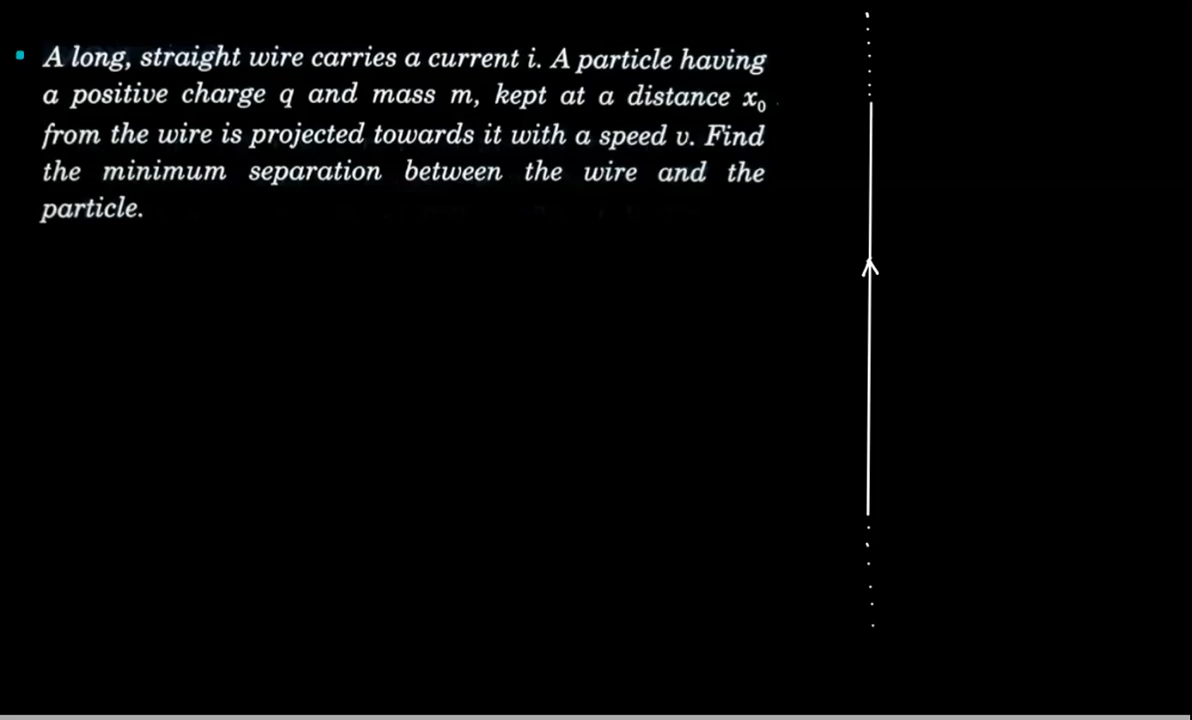 A long, straight wire carries a current i. A particle having
a positive charge q and mass m, kept at a distance x₀
from the wire is projected towards it with a speed v. Find
the minimum separation between the wire and the
particle.